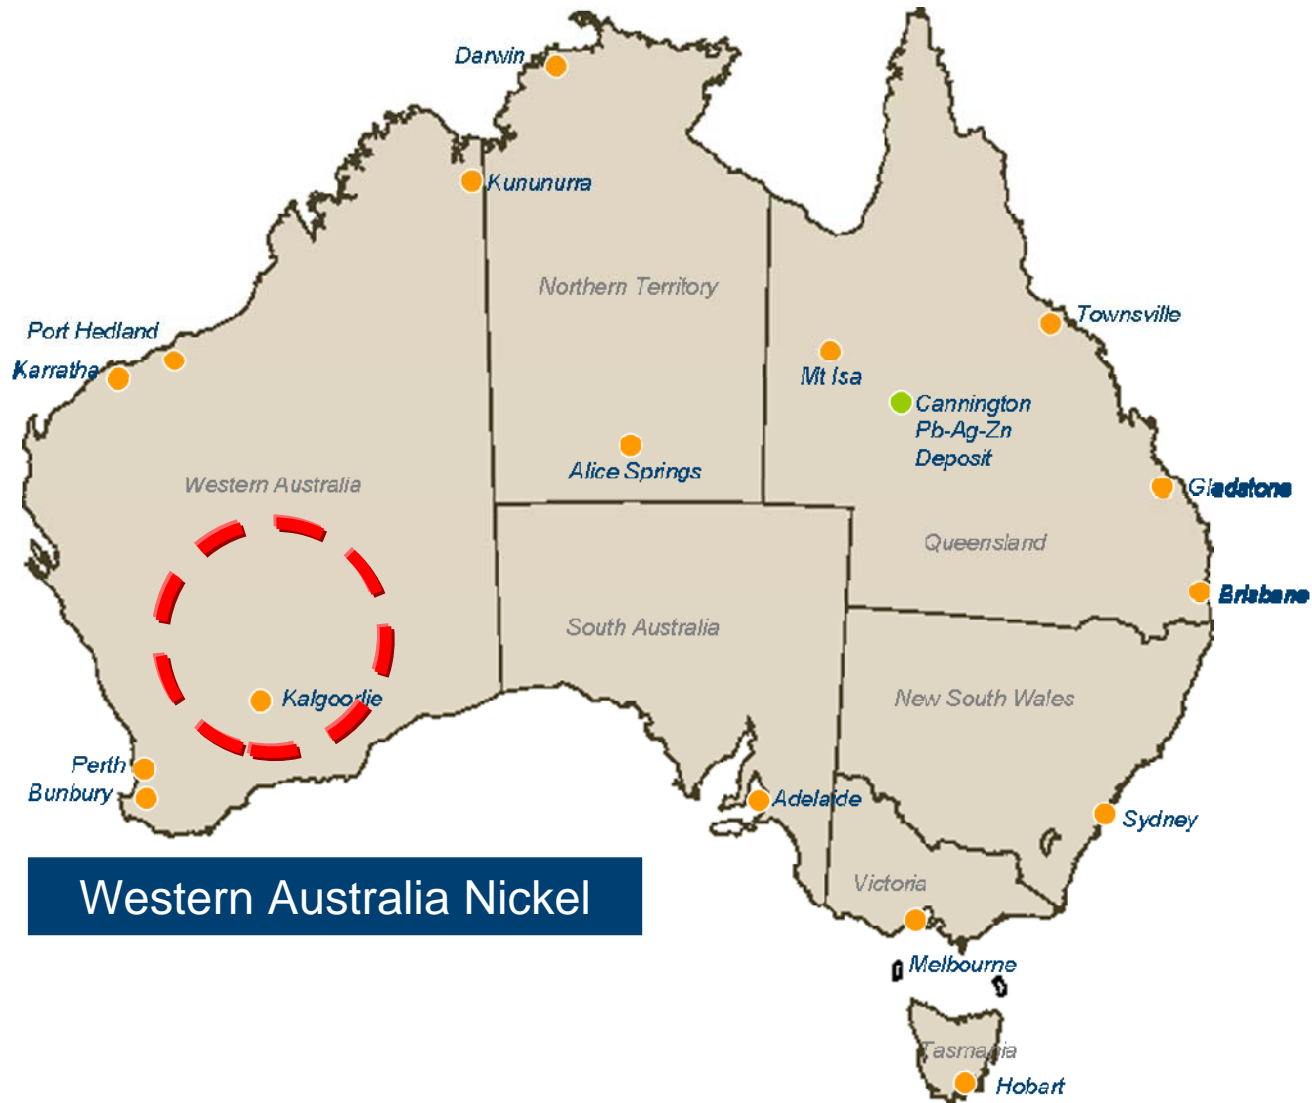 Darwin
Kununurra
Northern Territory
Port Hedland
Townsville
Karratha
Mt Isa
Cannington
Pb-Ag-Zn
Deposit
Alice Springs
Western Australia
Gladstone
Queensland
Brisbane
South Australia
Kalgoorlie
New South Wales
Perth
Bunbury
Adelaide
Sydney
Victoria
Western Australia Nickel
Melbourne
Tasmania
Hobart